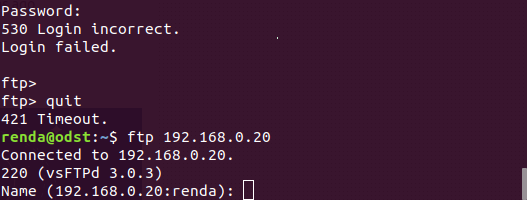 Password:
530 Login incorrect.
Login failed.
ftp>
ftp> quit
421 Timeout.
renda@odst:~$ ftp 192.168.0.20
Connected to 192.168.0.20.
220 (vsFTPd 3.0.3)
Name (192.168.0.20:renda):